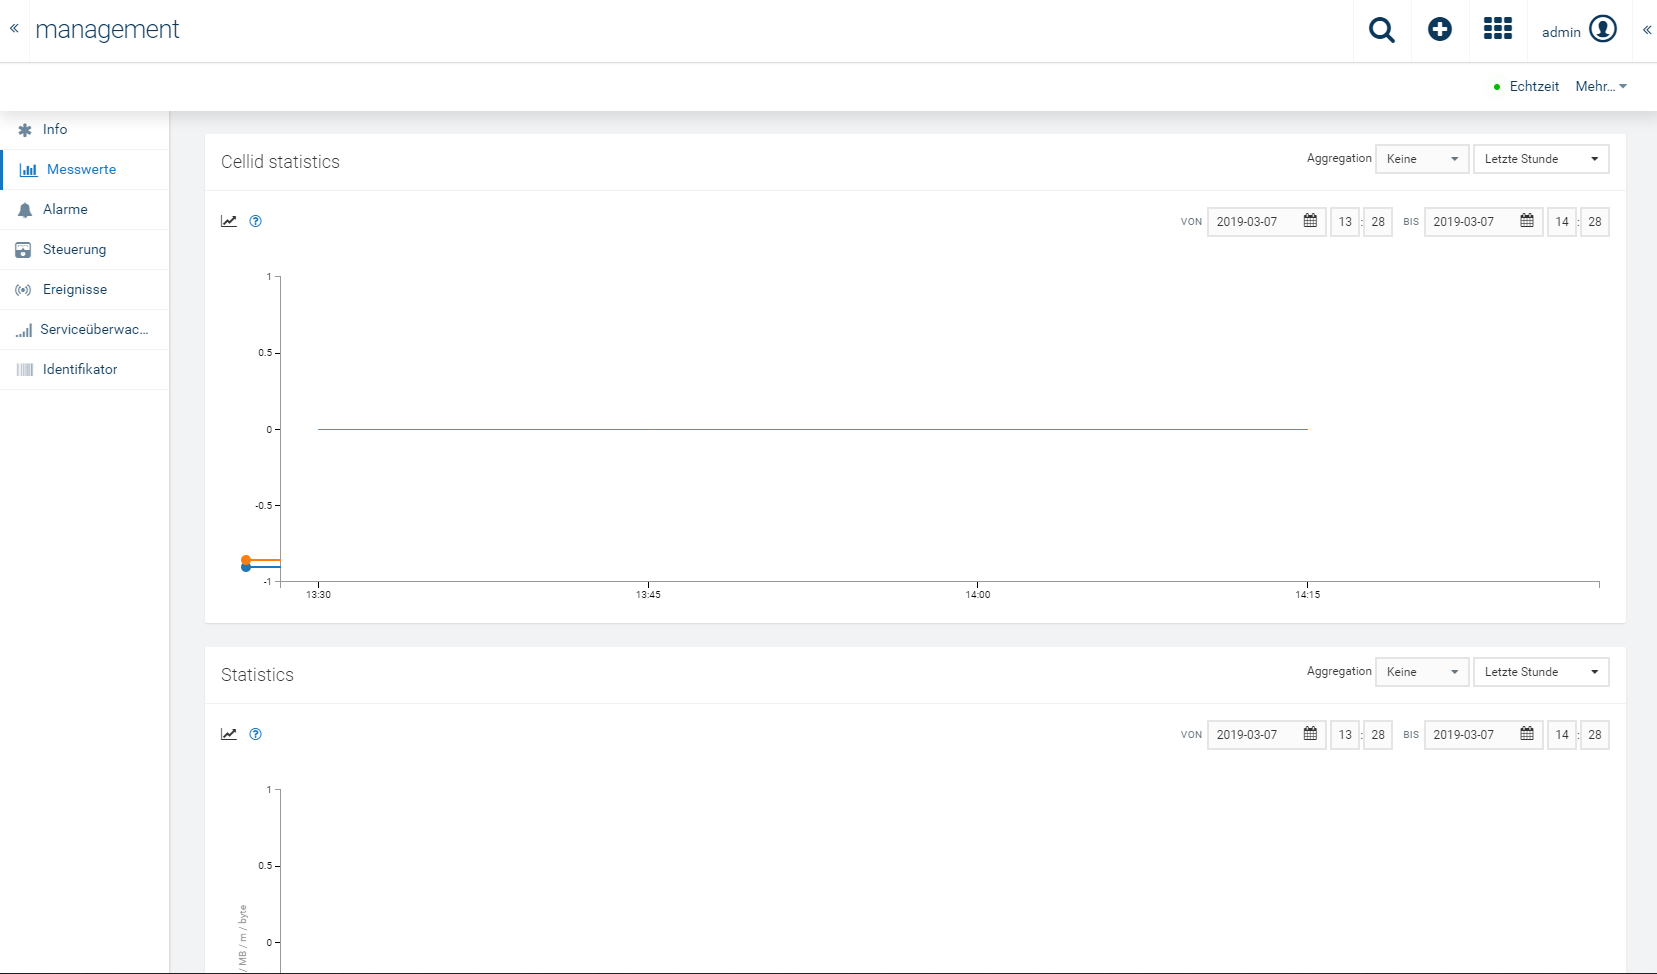 « management admin «
Echtzeit Mehr...
Info
Messwerte
Alarme
Steuerung
Ereignisse
Serviceüberwac...
Identifikator
Cellid statistics
Aggregation Keine Letzte Stunde
? VON 2019-03-07 13 : 28 BIS 2019-03-07 14 : 28
1
0.5
0
-0.5
-1
13:30 13:45 14:00 14:15
Statistics
Aggregation Keine Letzte Stunde
? VON 2019-03-07 13 : 28 BIS 2019-03-07 14 : 28
1
0.5
0
/ MB / m / byte